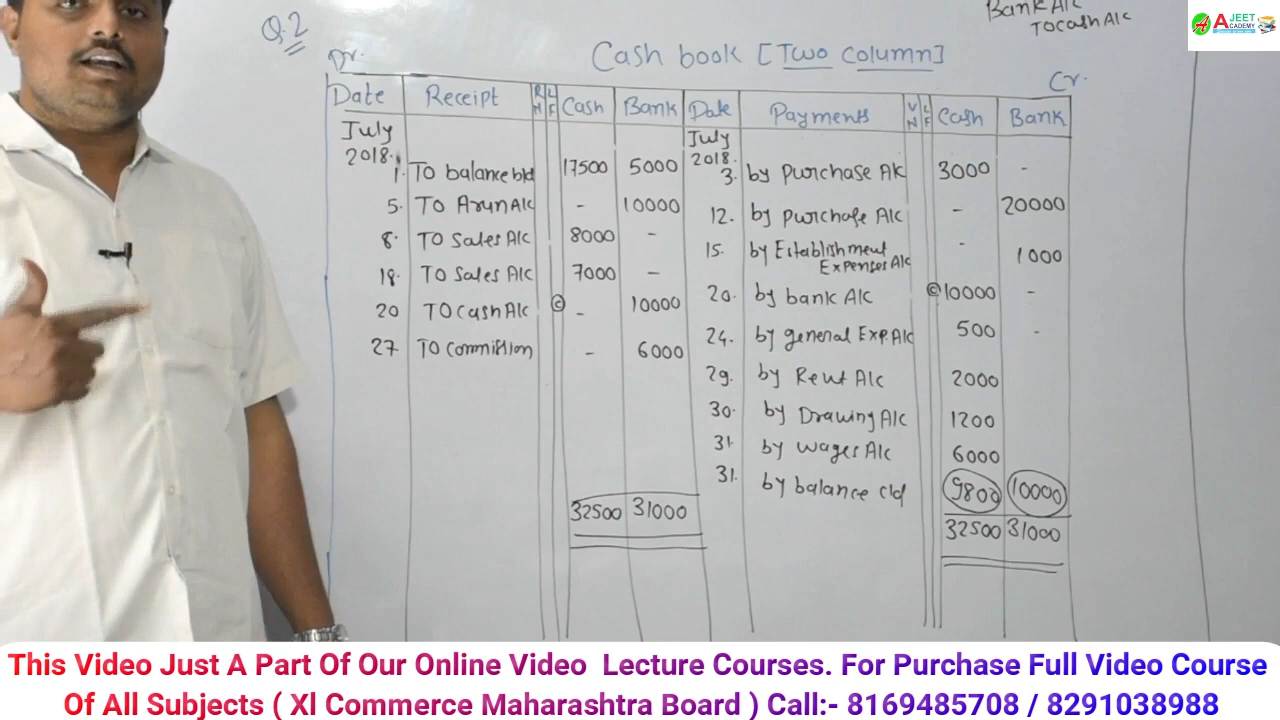 Bank A/c
To cash A/c
AJEET
ACADEMY
Q.2
Cash book [Two column]
Dr.
Cr.
Date Receipt RN LF Cash Bank Date Payments VN LF Cash Bank
July 2018. July 2018.
1. To balance b/d 17500 5000 3. by purchase A/c 3000 -
5. To Arun A/c - 10000 12. by purchase A/c - 20000
8. To Sales A/c 8000 - 15. by Establishment Expenses A/c - 1000
18. To Sales A/c 7000 - 20. by bank A/c © 10000 -
20 To Cash A/c © - 10000 24. by general Exp. A/c 500 -
27 To Commission - 6000 29. by Rent A/c 2000
30. by Drawing A/c 1200
31. by wages A/c 6000
31. by balance c/d 9800 10000
32500 31000 32500 31000
This Video Just A Part Of Our Online Video Lecture Courses. For Purchase Full Video Course
Of All Subjects ( XI Commerce Maharashtra Board ) Call:- 8169485708 / 8291038988